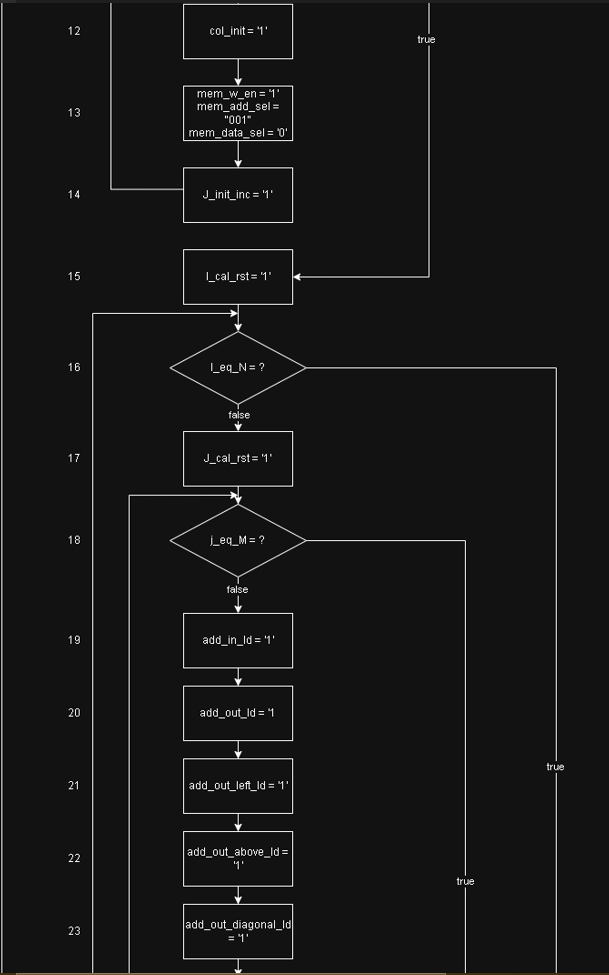 12
col_init = '1'
true
13
mem_w_en = '1'
mem_add_sel =
"001"
mem_data_sel = '0'
14
J_init_inc = '1'
15
I_cal_rst = '1'
16
I_eq_N = ?
false
17
J_cal_rst = '1'
18
j_eq_M = ?
false
19
add_in_ld = '1'
20
add_out_ld = '1
21
add_out_left_ld = '1'
true
22
add_out_above_ld =
'1'
true
23
add_out_diagonal_ld
= '1'